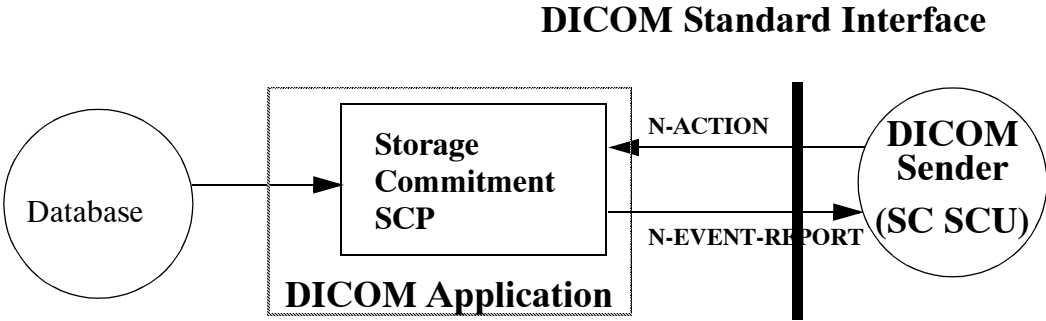 DICOM Standard Interface
Database
Storage
Commitment
SCP
DICOM Application
N-ACTION
N-EVENT-REPORT
DICOM
Sender
(SC SCU)